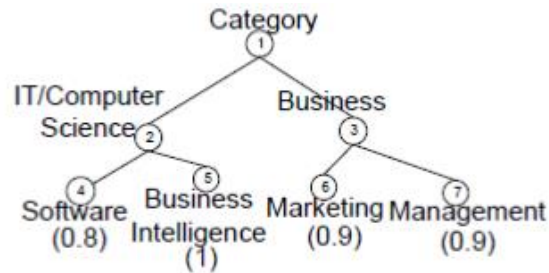 Category
1
IT/Computer
Science
2
Business
3
4
Software
(0.8)
5
Business
Intelligence
(1)
6
Marketing
(0.9)
7
Management
(0.9)